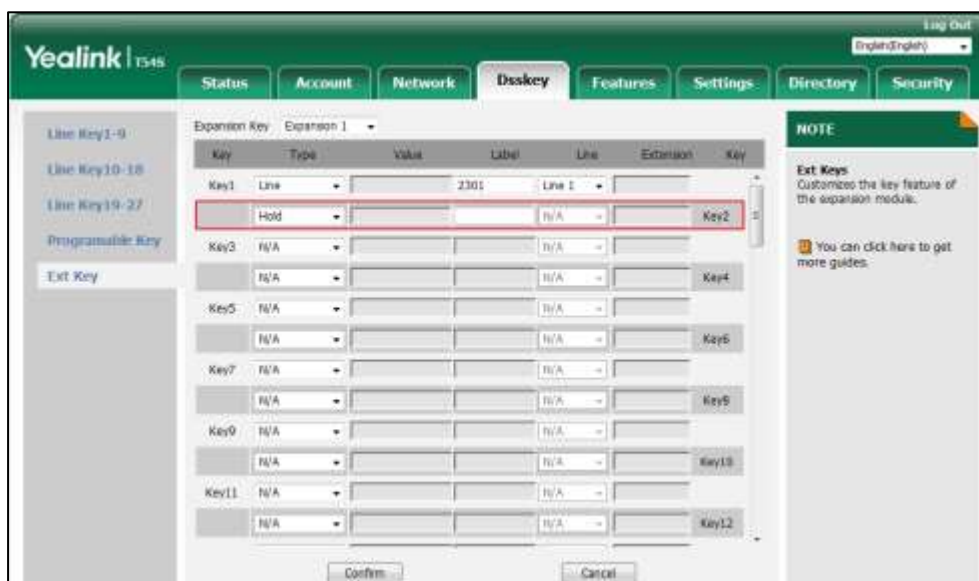 Log Out
Yealink T54S
English(English)
Status Account Network Dsskey Features Settings Directory Security
Line Key1-9
Line Key10-18
Line Key19-27
Programable Key
Ext Key
Expansion Key Expansion 1
Key Type Value Label Line Extension Key
Key1 Line 2301 Line 1
Hold N/A Key2
Key3 N/A N/A
N/A N/A Key4
Key5 N/A N/A
N/A N/A Key6
Key7 N/A N/A
N/A N/A Key8
Key9 N/A N/A
N/A N/A Key10
Key11 N/A N/A
N/A N/A Key12
Confirm Cancel
NOTE
Ext Keys
Customizes the key feature of
the expansion module.
You can click here to get
more guides.